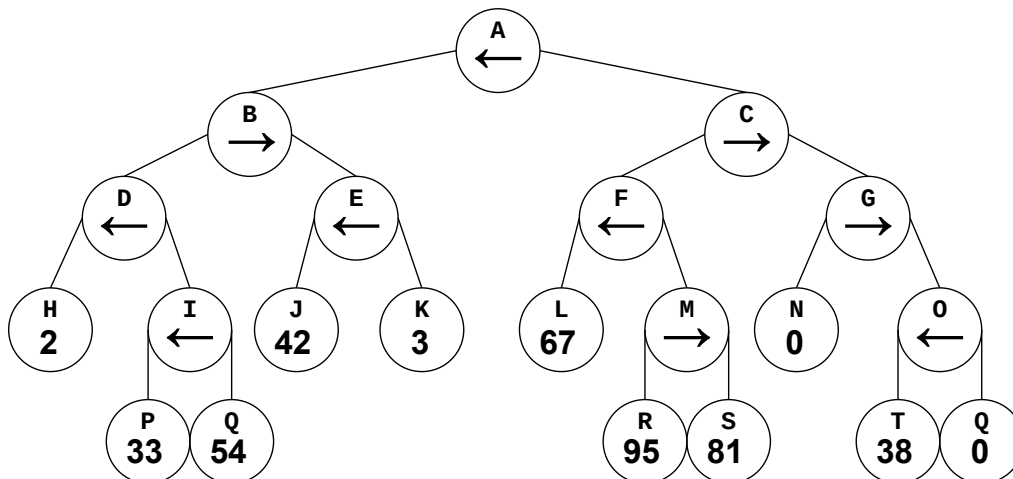 A
←
B
→
C
→
D
←
E
←
F
←
G
→
H
2
I
←
J
42
K
3
L
67
M
→
N
0
O
←
P
33
Q
54
R
95
S
81
T
38
Q
0